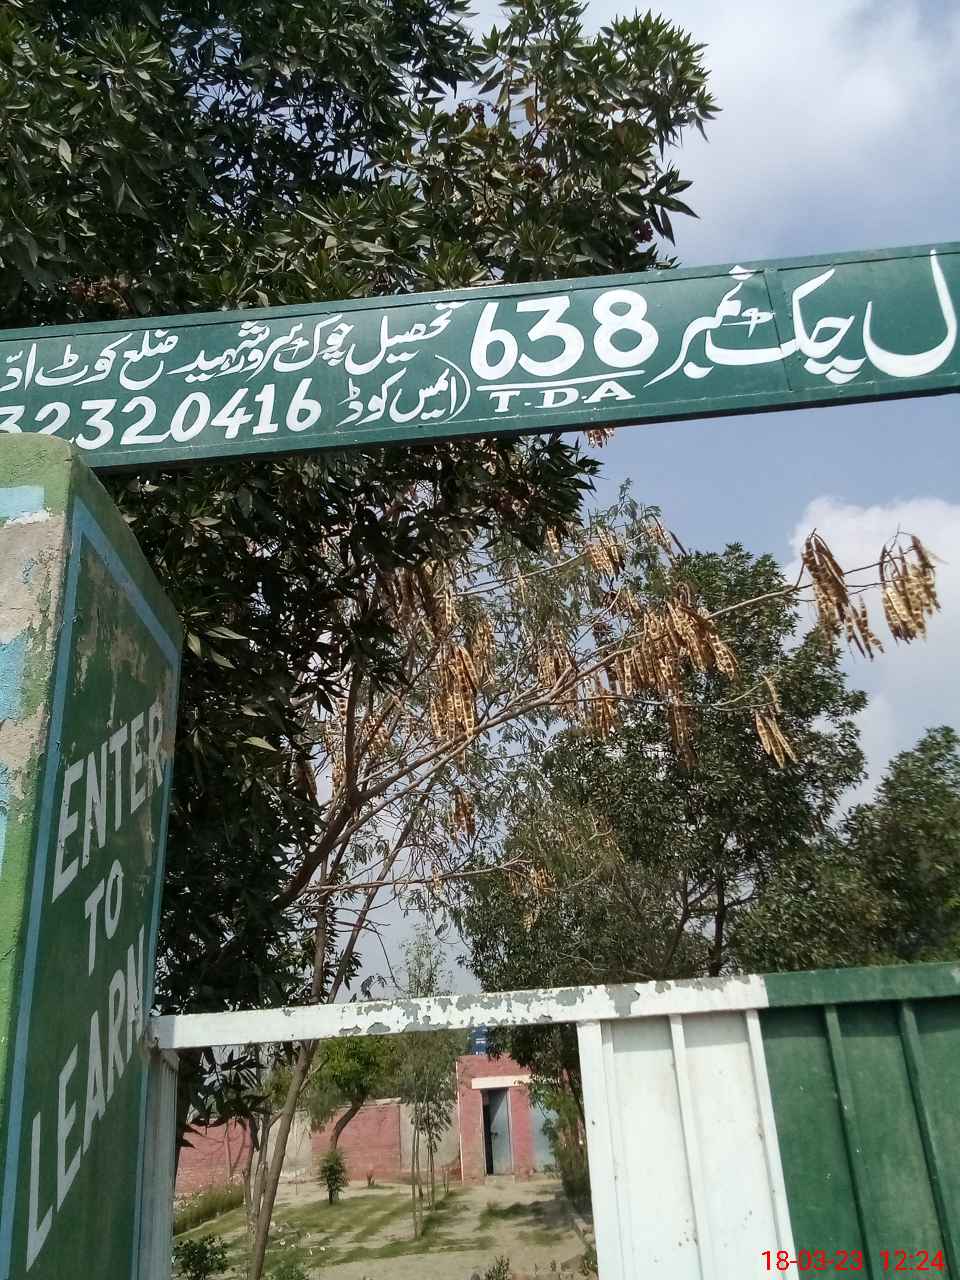 ل چک نمبر 638 تحصیل چوک سرور شہید ضلع کوٹ ادّ
T.D.A (ایمس کوڈ 32320416
ENTER
TO
LEARN
18-03-23 12:24